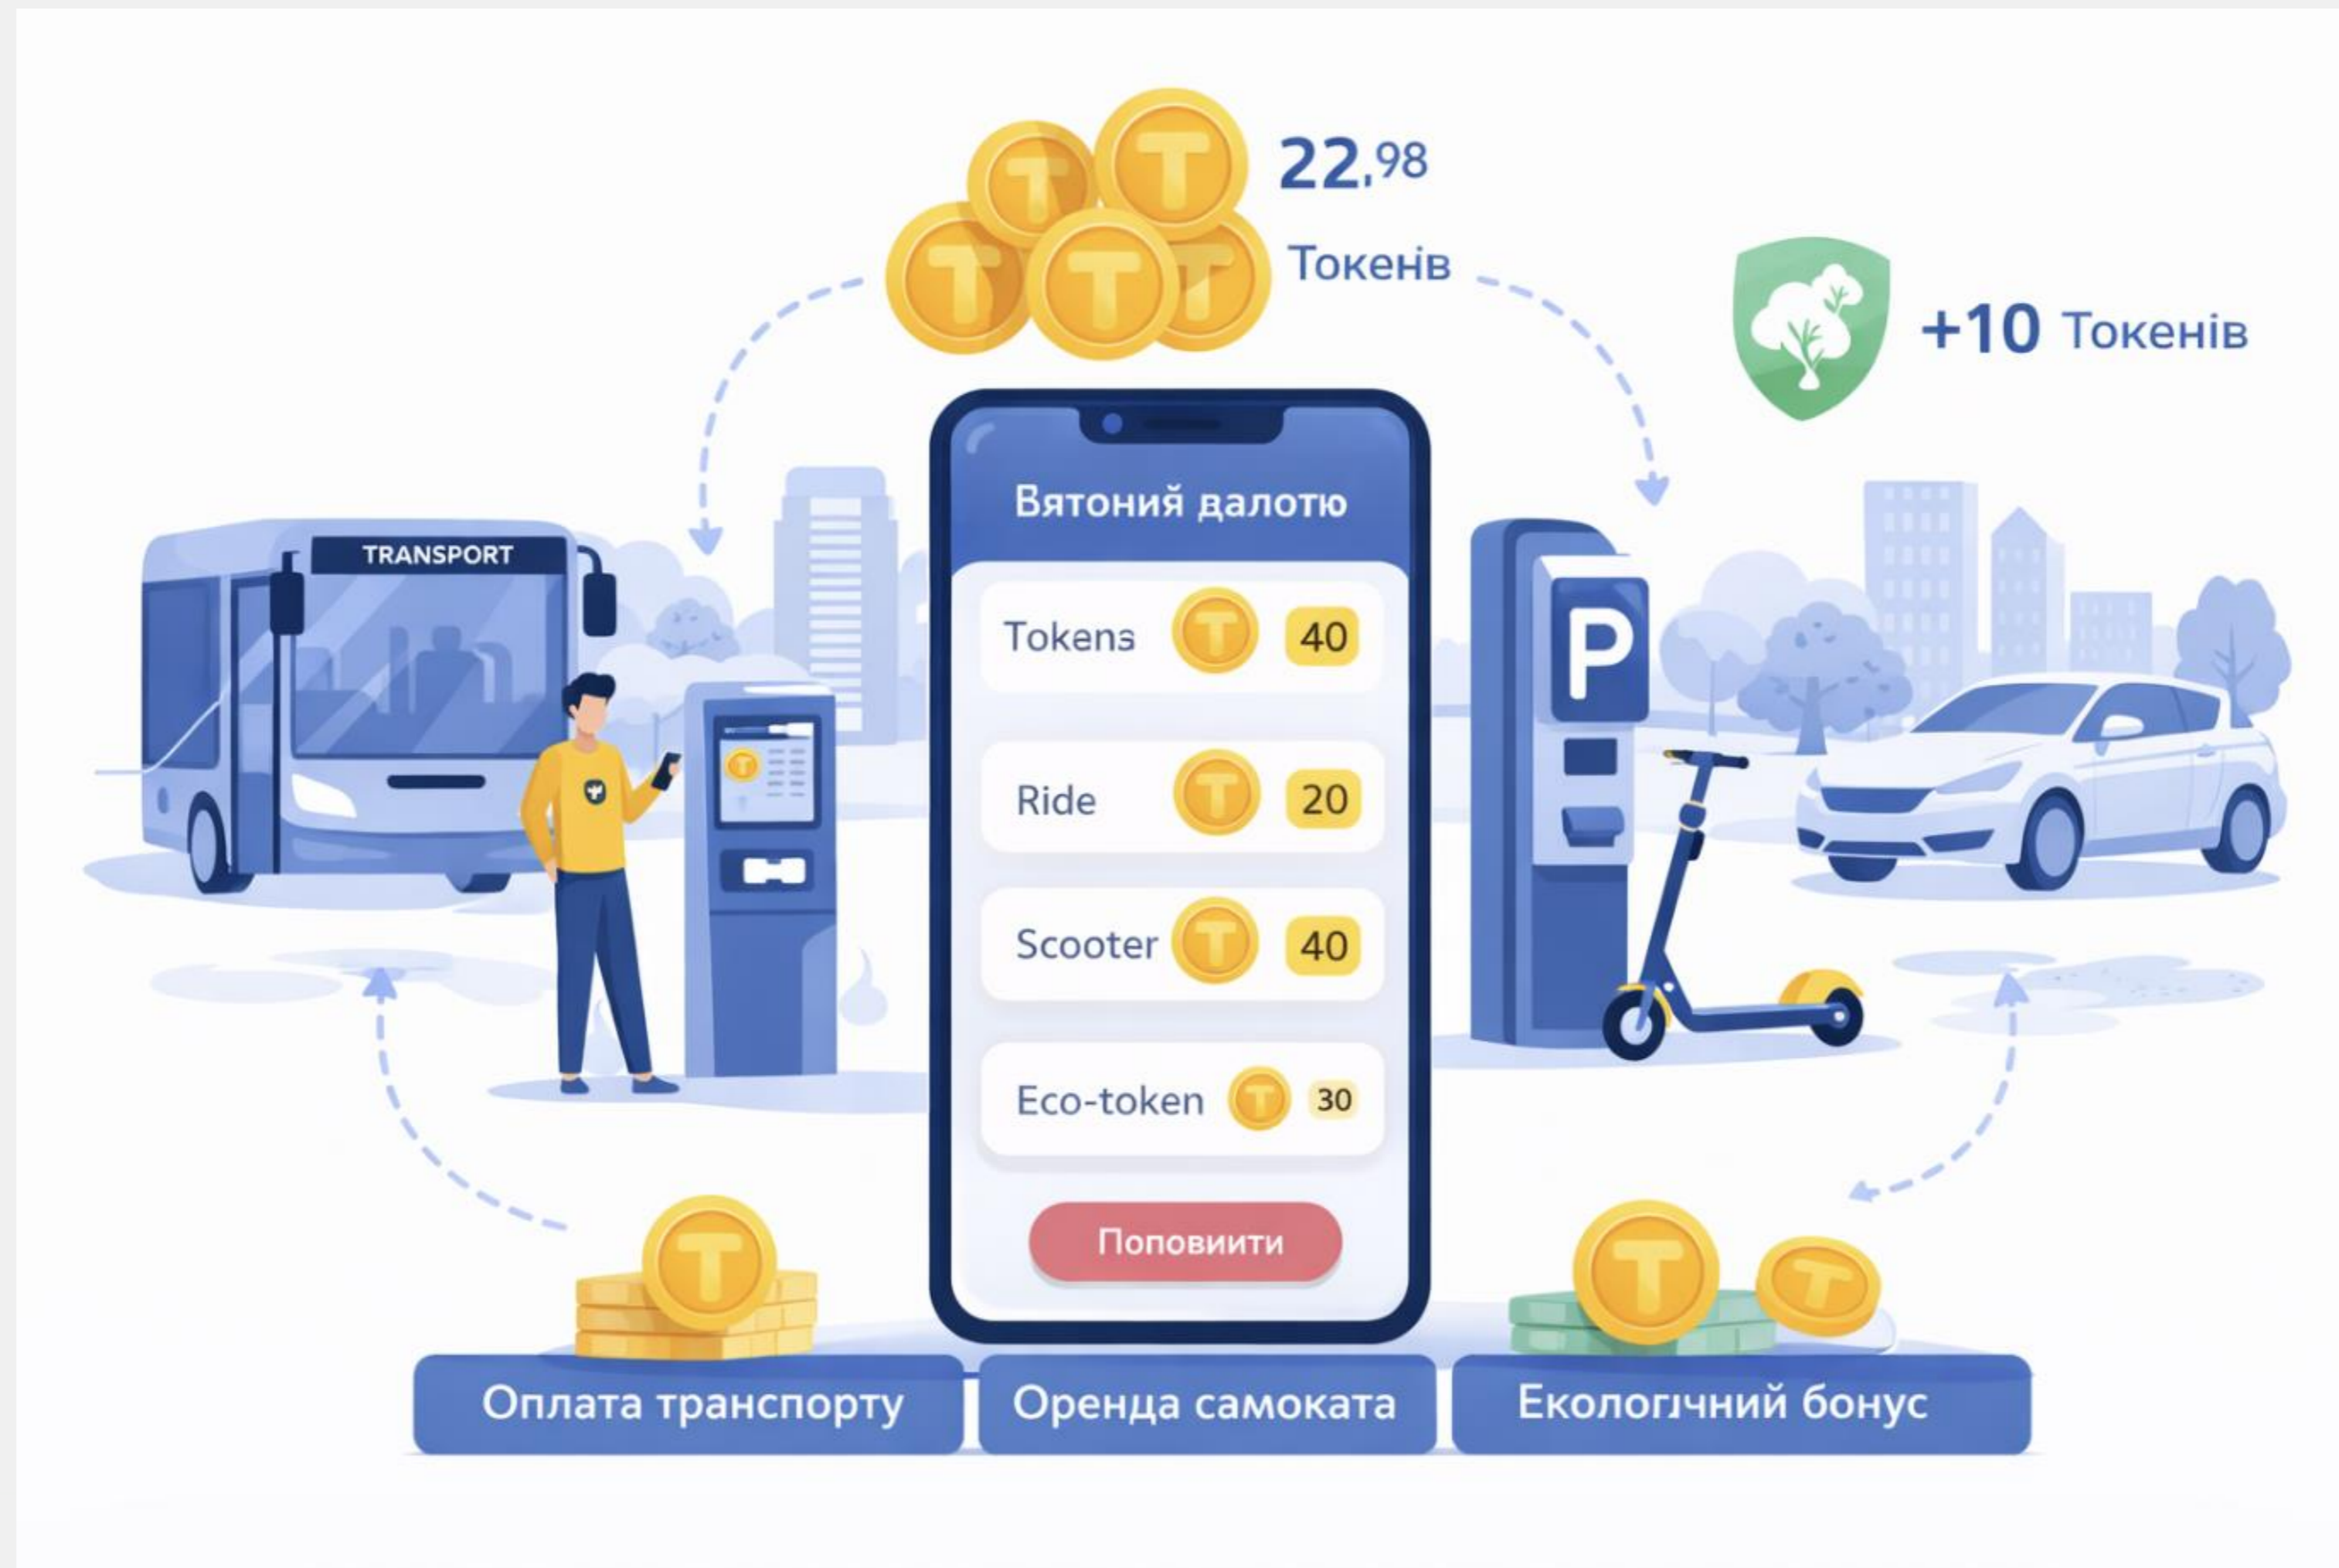 22,98
Токенів
+10 Токенів
Вятоний далотю
TRANSPORT
Tokens T 40
P
Ride T 20
Scooter T 40
Eco-token T 30
Поповиити
Оплата транспорту
Оренда самоката
Екологічний бонус